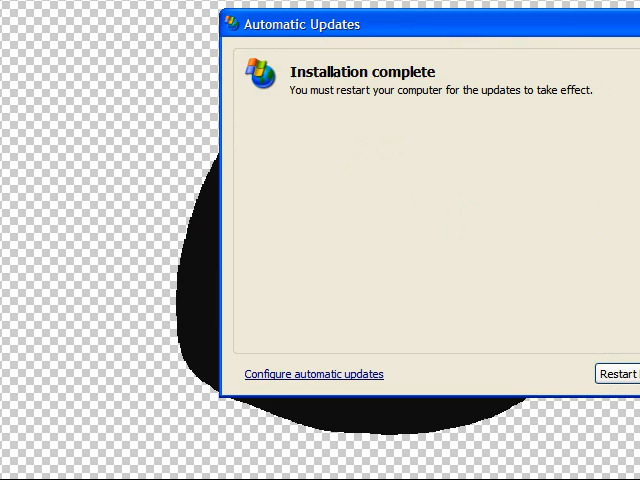 Automatic Updates
Installation complete
You must restart your computer for the updates to take effect.
Configure automatic updates
Restart